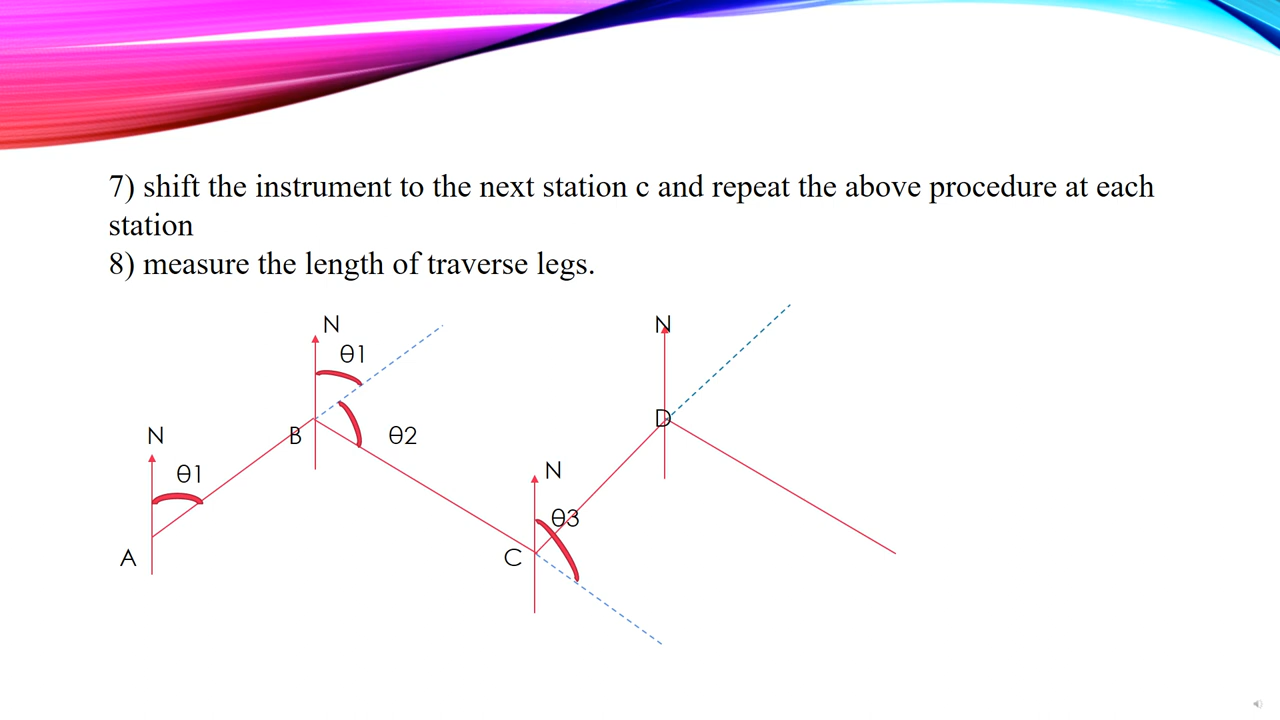 7) shift the instrument to the next station c and repeat the above procedure at each
station
8) measure the length of traverse legs.
N
N
θ1
D
B
θ2
N
θ1
N
θ3
A
C